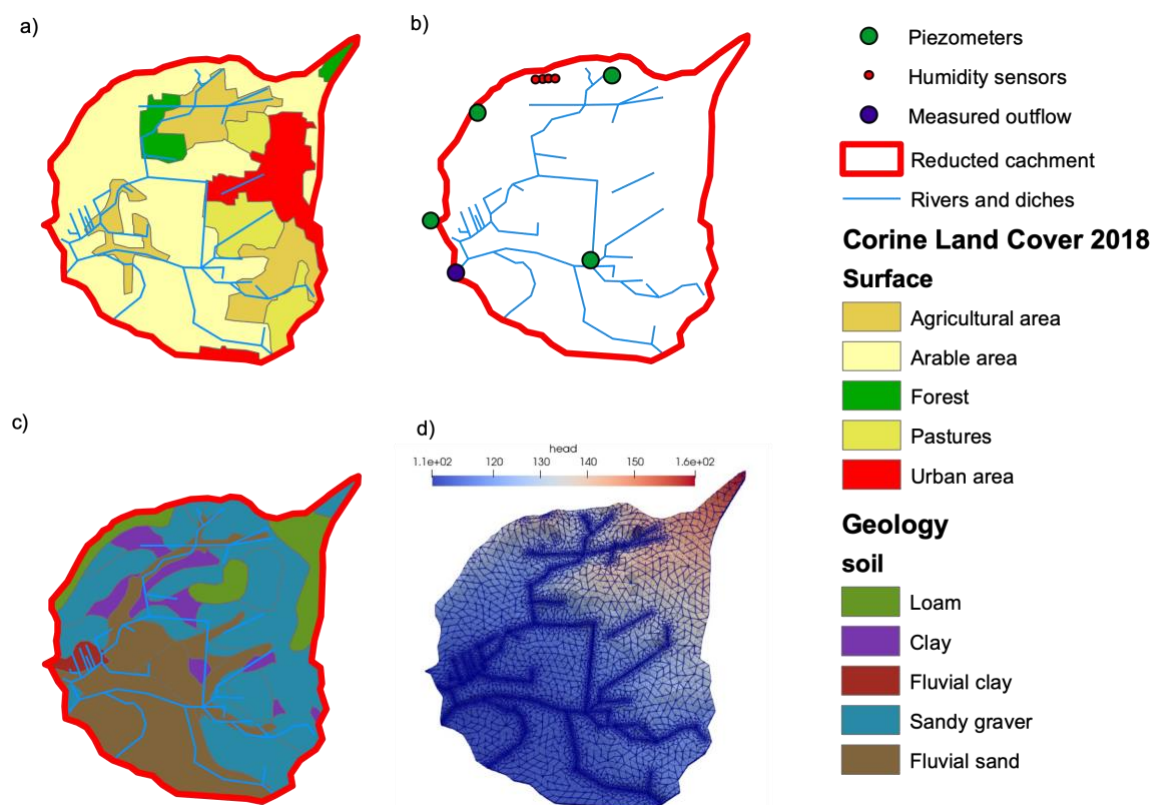 a)
b)
Piezometers
Humidity sensors
Measured outflow
Reducted cachment
Rivers and diches
Corine Land Cover 2018
Surface
Agricultural area
Arable area
Forest
Pastures
Urban area
c)
d)
head
1.1e+02 120 130 140 150 1.6e+02
Geology
soil
Loam
Clay
Fluvial clay
Sandy graver
Fluvial sand